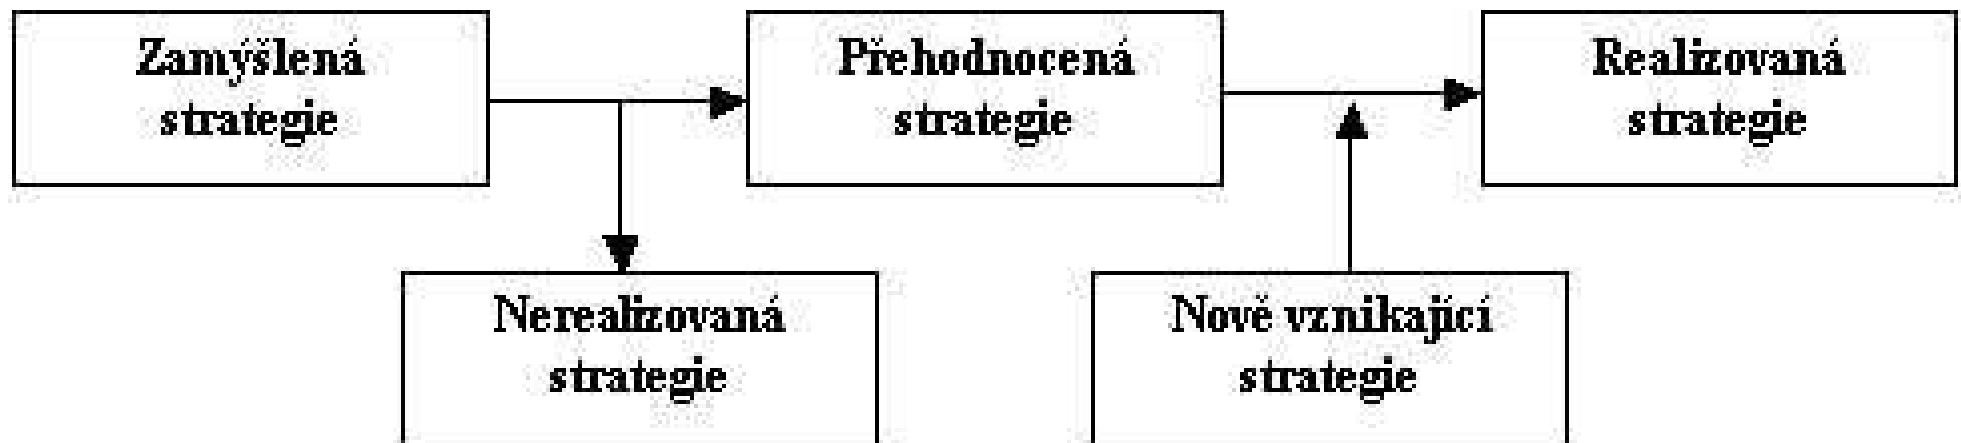 Zamýšlená
strategie
Přehodnocená
strategie
Realizovaná
strategie
Nerealizovaná
strategie
Nově vznikající
strategie